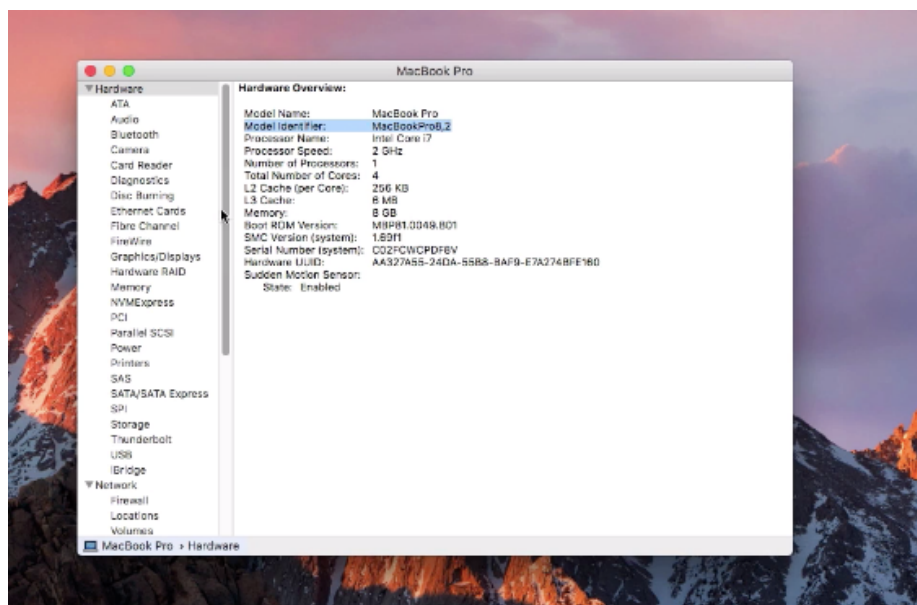 MacBook Pro
Hardware
ATA
Audio
Bluetooth
Camera
Card Reader
Diagnostics
Disc Burning
Ethernet Cards
Fibre Channel
FireWire
Graphics/Displays
Hardware RAID
Memory
NVMExpress
PCI
Parallel SCSI
Power
Printers
SAS
SATA/SATA Express
SPI
Storage
Thunderbolt
USB
iBridge
Network
Firewall
Locations
Volumes
Hardware Overview:
Model Name: MacBook Pro
Model Identifier: MacBookPro8,2
Processor Name: Intel Core i7
Processor Speed: 2 GHz
Number of Processors: 1
Total Number of Cores: 4
L2 Cache (per Core): 256 KB
L3 Cache: 6 MB
Memory: 8 GB
Boot ROM Version:
SMC Version (system): 1.69f1
Serial Number (system):
Hardware UUID:
Sudden Motion Sensor:
State: Enabled
MacBook Pro › Hardware